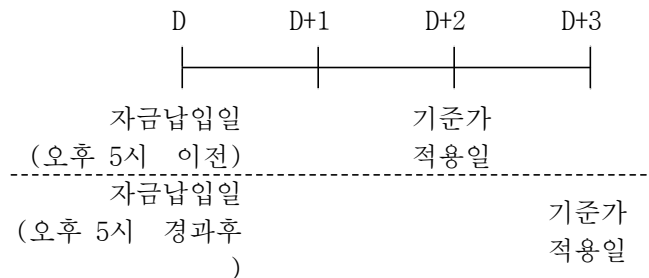 D D+1 D+2 D+3
자금납입일 기준가
(오후 5시 이전) 적용일
자금납입일
(오후 5시 경과후
)
기준가
적용일